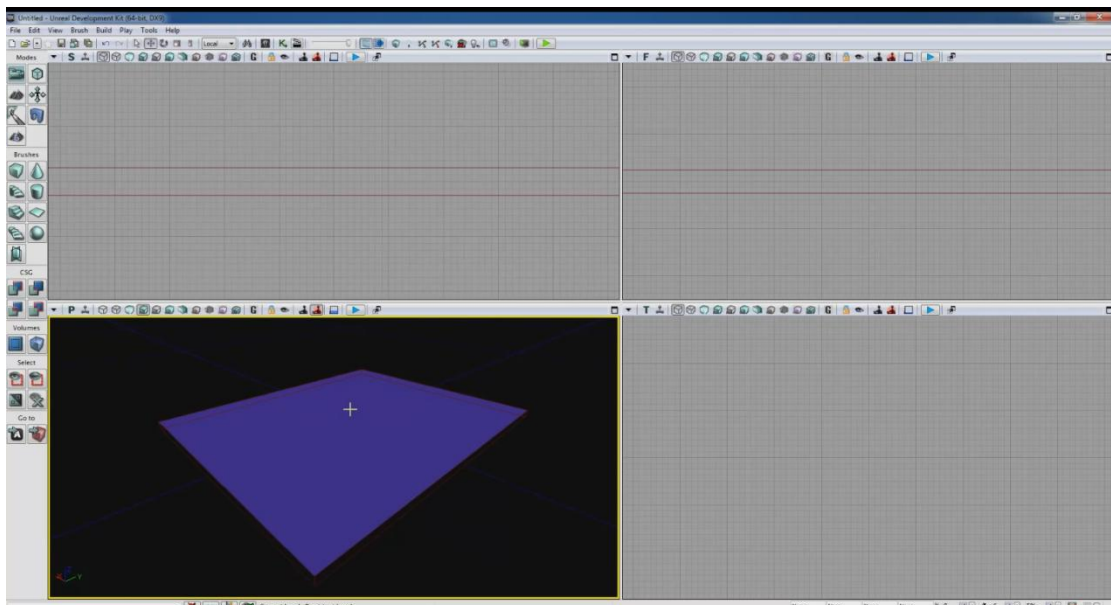 Untitled - Unreal Development Kit (64-bit, DX9)
File Edit View Brush Build Play Tools Help
Local
Modes
S G
F G
Brushes
CSG
P G
T G
Volumes
Select
Go to